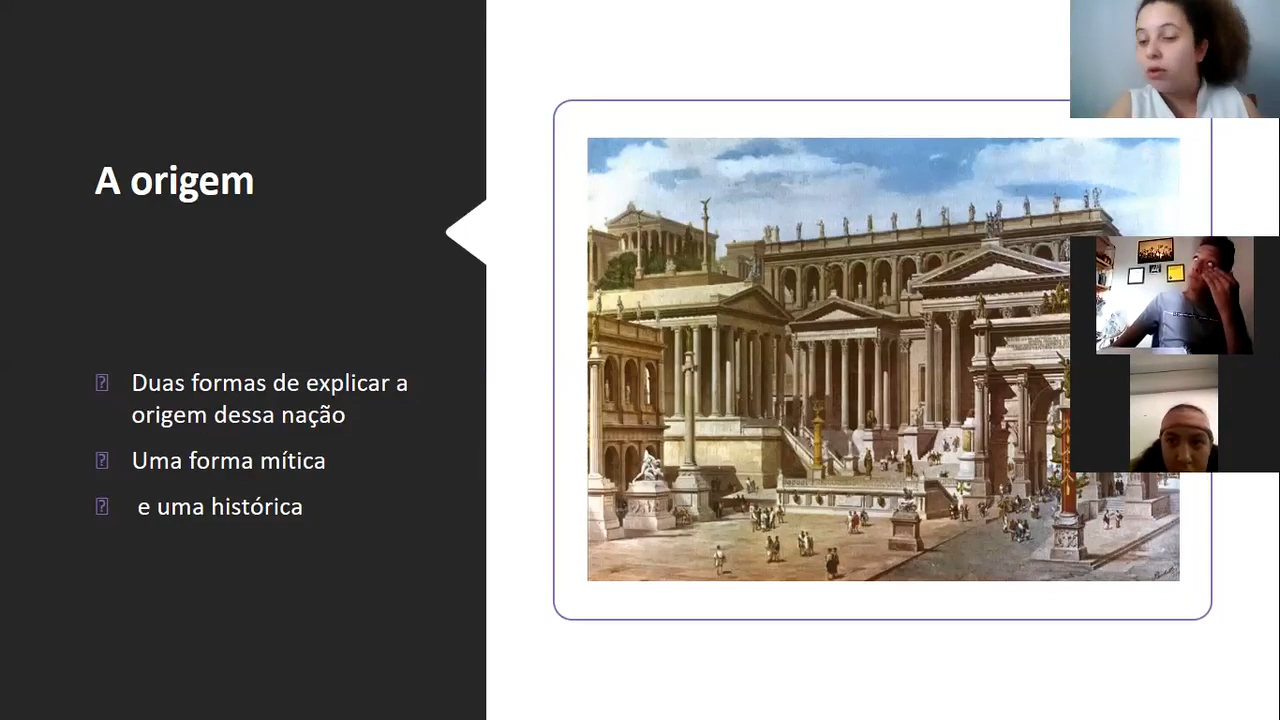 A origem
Duas formas de explicar a
origem dessa nação
Uma forma mítica
e uma histórica